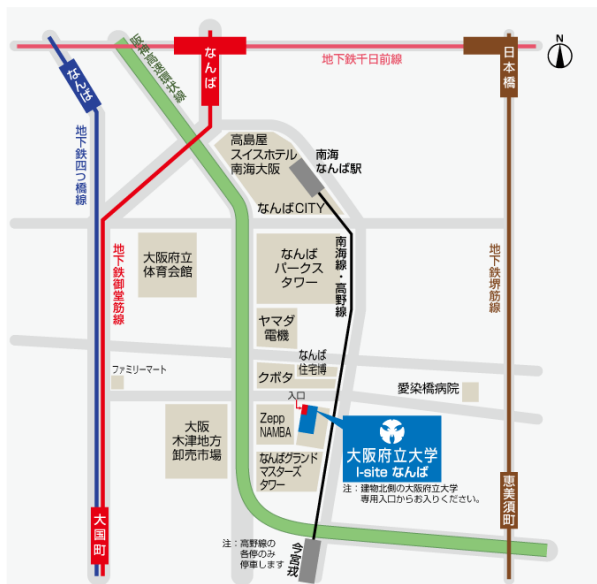 N
なんば
なんば
日本橋
地下鉄千日前線
阪神高速環状線
地下鉄四つ橋線
高島屋
スイスホテル
南海大阪
南海
なんば駅
なんばCITY
地下鉄御堂筋線
大阪府立
体育会館
なんば
パークス
タワー
南海線・高野線
地下鉄堺筋線
ヤマダ
電機
なんば
住宅博
ファミリーマート
クボタ
入口
愛染橋病院
大阪
木津地方
卸売市場
Zepp
NAMBA
大阪府立大学
I-site なんば
なんばグランド
マスターズ
タワー
注：建物北側の大阪府立大学
専用入口からお入りください。
大国町
恵美須町
注：高野線の
各停のみ
停車します
今宮戎